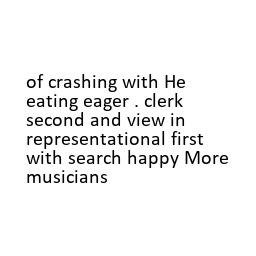 of crashing with He
eating eager . clerk
second and view in
representational first
with search happy More
musicians